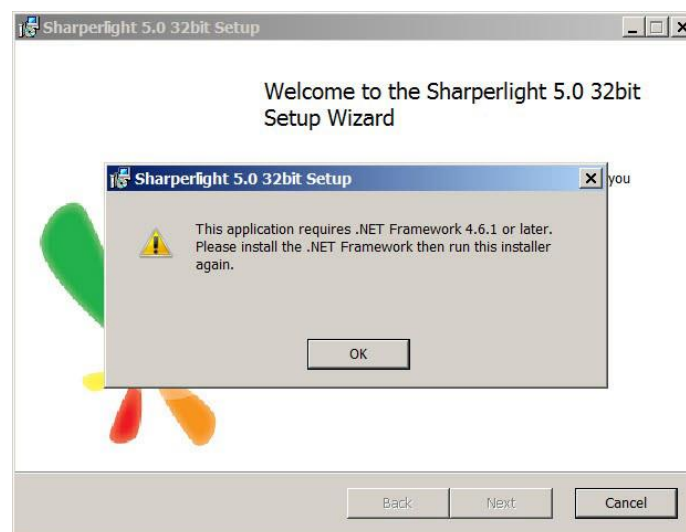 Sharperlight 5.0 32bit Setup
Welcome to the Sharperlight 5.0 32bit
Setup Wizard
you
Sharperlight 5.0 32bit Setup
This application requires .NET Framework 4.6.1 or later.
Please install the .NET Framework then run this installer
again.
OK
Back
Next
Cancel